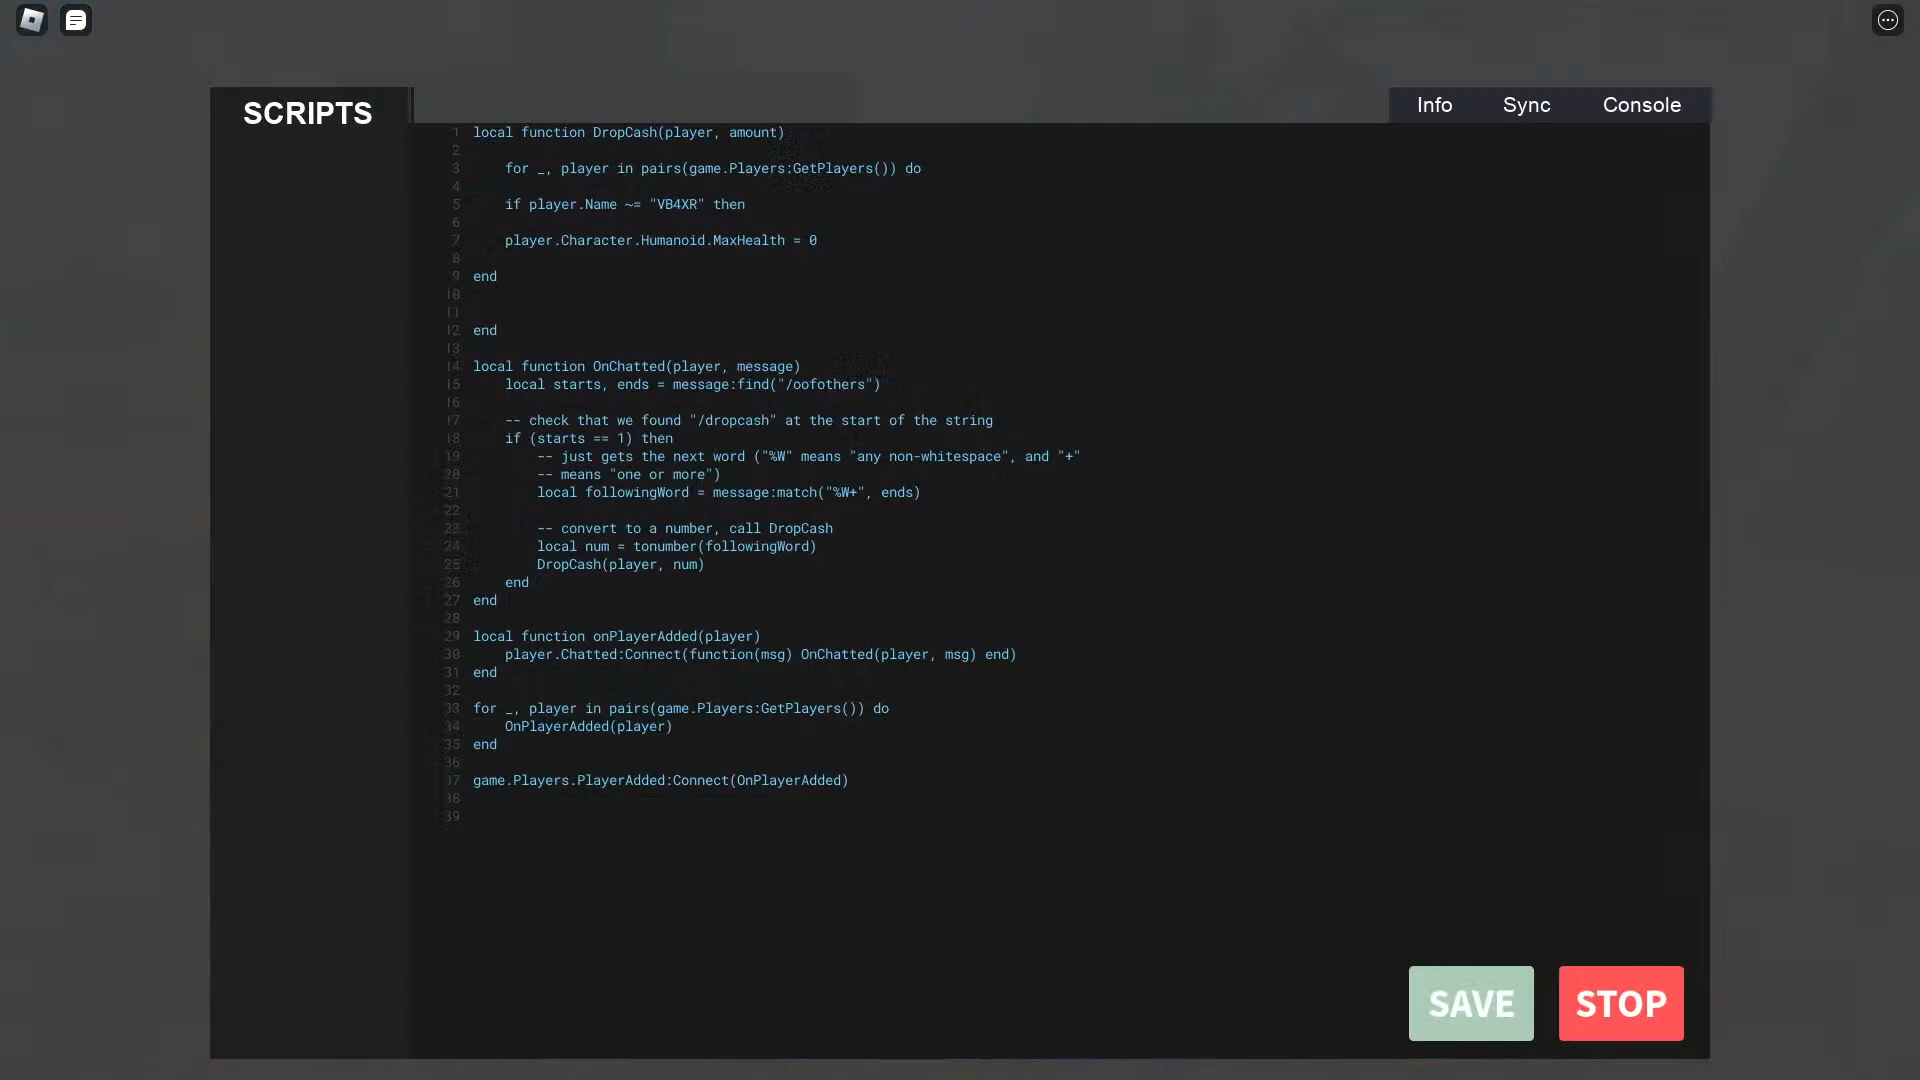 SCRIPTS
Info Sync Console
1 local function DropCash(player, amount)
2
3 for _, player in pairs(game.Players:GetPlayers()) do
4
5 if player.Name ~= "VB4XR" then
6
7 player.Character.Humanoid.MaxHealth = 0
8
9 end
10
11
12 end
13
14 local function OnChatted(player, message)
15 local starts, ends = message:find("/oofothers")
16
17 -- check that we found "/dropcash" at the start of the string
18 if (starts == 1) then
19 -- just gets the next word ("%W" means "any non-whitespace", and "+"
20 -- means "one or more")
21 local followingWord = message:match("%W+", ends)
22
23 -- convert to a number, call DropCash
24 local num = tonumber(followingWord)
25 DropCash(player, num)
26 end
27 end
28
29 local function onPlayerAdded(player)
30 player.Chatted:Connect(function(msg) OnChatted(player, msg) end)
31 end
32
33 for _, player in pairs(game.Players:GetPlayers()) do
34 OnPlayerAdded(player)
35 end
36
37 game.Players.PlayerAdded:Connect(OnPlayerAdded)
38
39
SAVE STOP